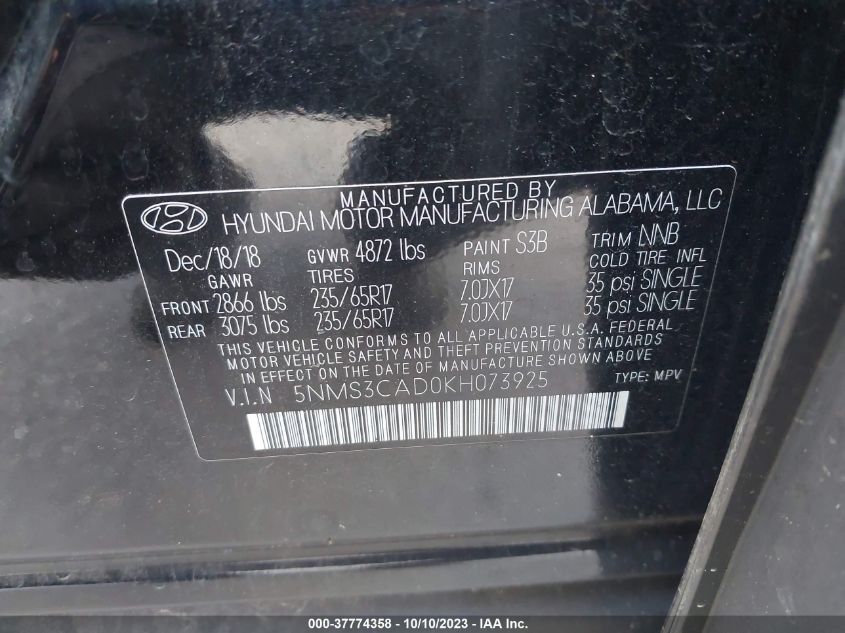 MANUFACTURED BY
HYUNDAI MOTOR MANUFACTURING ALABAMA, LLC
Dec/18/18 GVWR 4872 lbs PAINT S3B TRIM NNB
GAWR TIRES RIMS COLD TIRE INFL
FRONT 2866 lbs 235/65R17 7.0JX17 35 psi SINGLE
REAR 3075 lbs 235/65R17 7.0JX17 35 psi SINGLE
THIS VEHICLE CONFORMS TO ALL APPLICABLE U.S.A. FEDERAL
MOTOR VEHICLE SAFETY AND THEFT PREVENTION STANDARDS
IN EFFECT ON THE DATE OF MANUFACTURE SHOWN ABOVE
V.I.N 5NMS3CAD0KH073925 TYPE: MPV
000-37774358 - 10/10/2023 - IAA Inc.